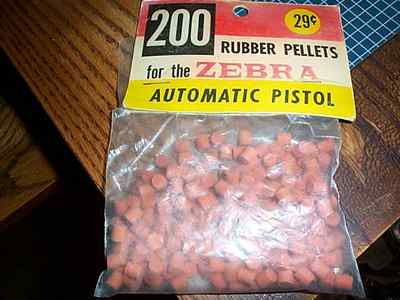 200
29¢
RUBBER PELLETS
for the ZEBRA
AUTOMATIC PISTOL